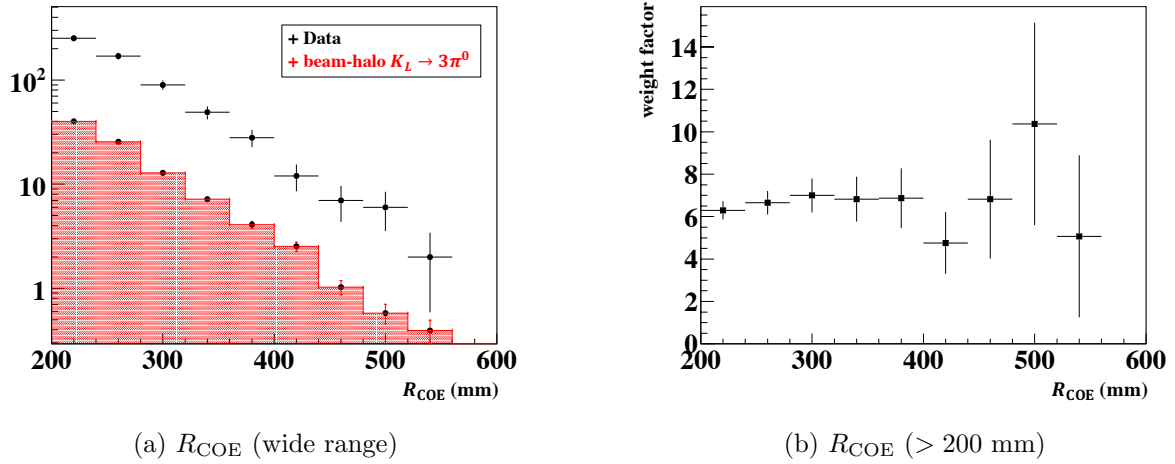 + Data
+ beam-halo K_L → 3π^0
10^2
10
1
200 300 400 500 600
R_COE (mm)
(a) R_COE (wide range)
weight factor
14
12
10
8
6
4
2
0
200 300 400 500 600
R_COE (mm)
(b) R_COE (> 200 mm)